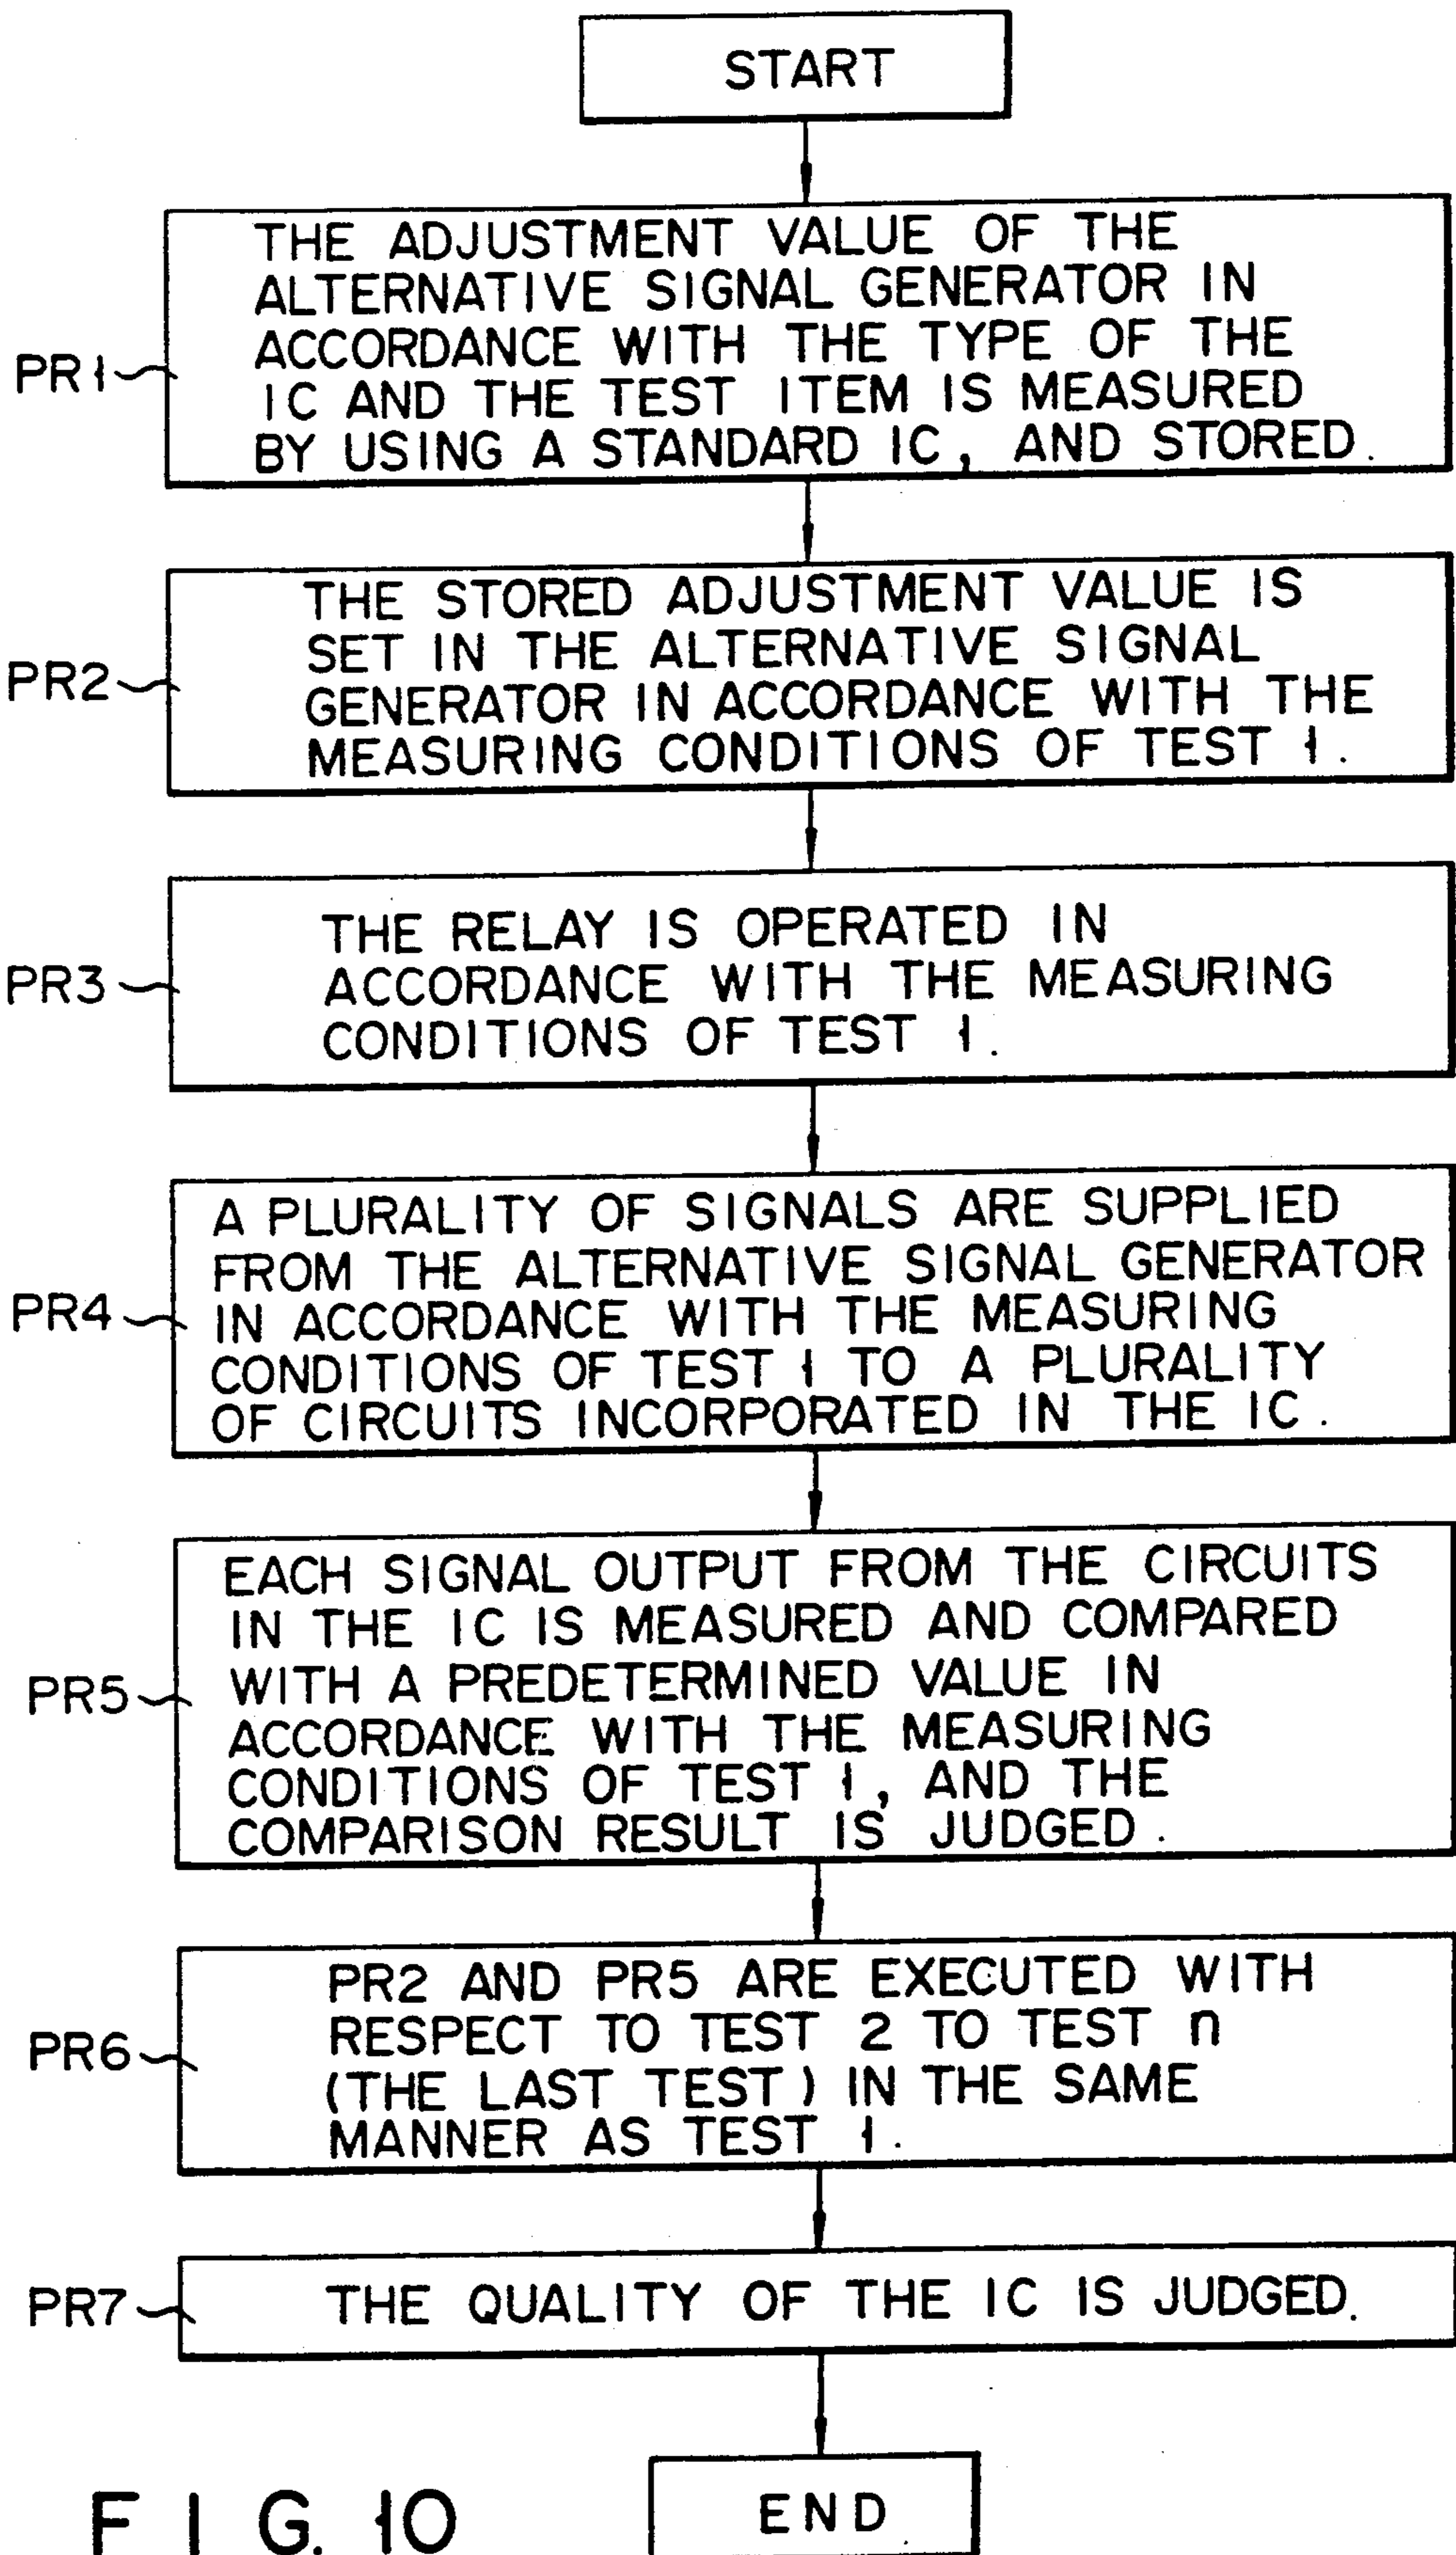 START
THE ADJUSTMENT VALUE OF THE
ALTERNATIVE SIGNAL GENERATOR IN
ACCORDANCE WITH THE TYPE OF THE
IC AND THE TEST ITEM IS MEASURED
BY USING A STANDARD IC, AND STORED.
PR1
THE STORED ADJUSTMENT VALUE IS
SET IN THE ALTERNATIVE SIGNAL
GENERATOR IN ACCORDANCE WITH THE
MEASURING CONDITIONS OF TEST 1.
PR2
THE RELAY IS OPERATED IN
ACCORDANCE WITH THE MEASURING
CONDITIONS OF TEST 1.
PR3
A PLURALITY OF SIGNALS ARE SUPPLIED
FROM THE ALTERNATIVE SIGNAL GENERATOR
IN ACCORDANCE WITH THE MEASURING
CONDITIONS OF TEST 1 TO A PLURALITY
OF CIRCUITS INCORPORATED IN THE IC.
PR4
EACH SIGNAL OUTPUT FROM THE CIRCUITS
IN THE IC IS MEASURED AND COMPARED
WITH A PREDETERMINED VALUE IN
ACCORDANCE WITH THE MEASURING
CONDITIONS OF TEST 1, AND THE
COMPARISON RESULT IS JUDGED.
PR5
PR2 AND PR5 ARE EXECUTED WITH
RESPECT TO TEST 2 TO TEST n
(THE LAST TEST) IN THE SAME
MANNER AS TEST 1.
PR6
THE QUALITY OF THE IC IS JUDGED.
PR7
END
FIG. 10